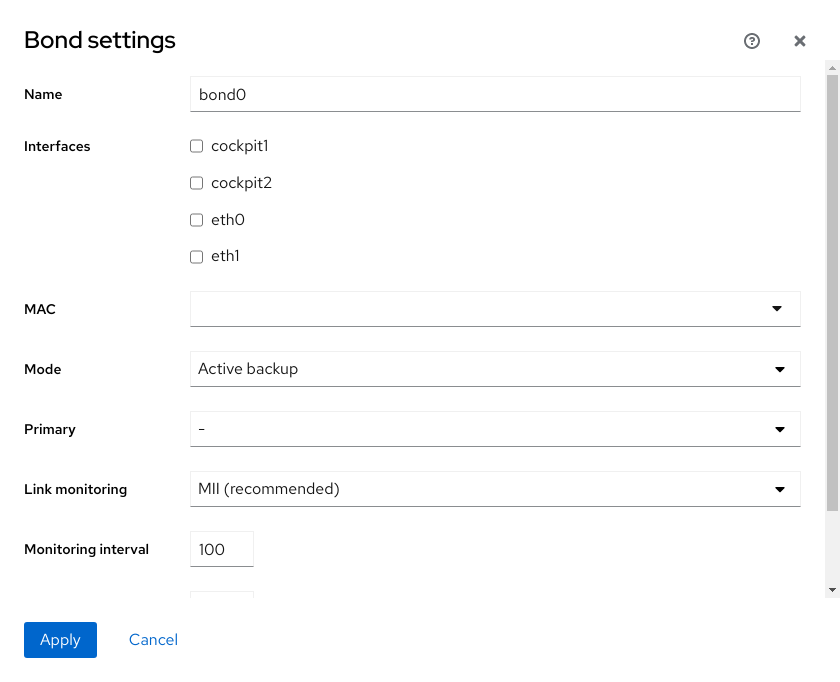 Bond settings
Name bond0
Interfaces cockpit1
cockpit2
eth0
eth1
MAC
Mode Active backup
Primary -
Link monitoring MII (recommended)
Monitoring interval 100
Apply Cancel